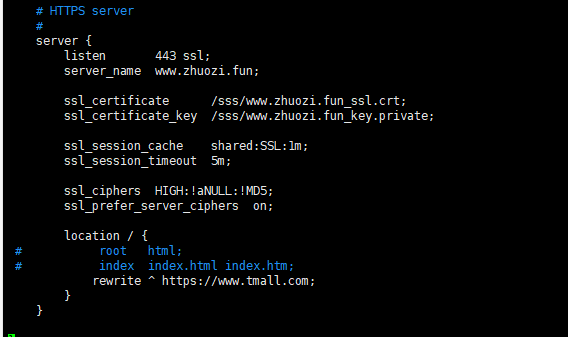 # HTTPS server
#
server {
listen 443 ssl;
server_name www.zhuozi.fun;
ssl_certificate /sss/www.zhuozi.fun_ssl.crt;
ssl_certificate_key /sss/www.zhuozi.fun_key.private;
ssl_session_cache shared:SSL:1m;
ssl_session_timeout 5m;
ssl_ciphers HIGH:!aNULL:!MD5;
ssl_prefer_server_ciphers on;
location / {
# root html;
# index index.html index.htm;
rewrite ^ https://www.tmall.com;
}
}